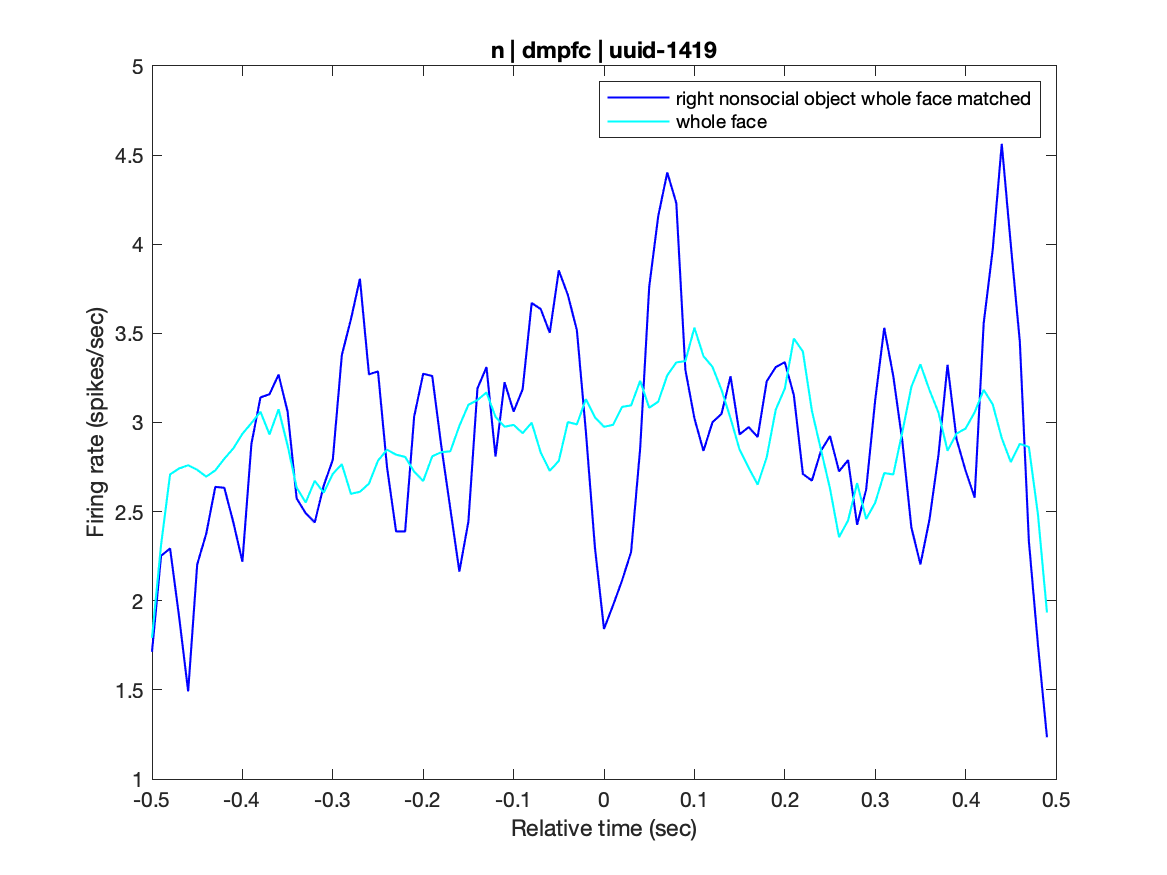 n | dmpfc | uuid-1419
right nonsocial object whole face matched
whole face
5
4.5
4
3.5
3
2.5
2
1.5
1
Firing rate (spikes/sec)
-0.5 -0.4 -0.3 -0.2 -0.1 0 0.1 0.2 0.3 0.4 0.5
Relative time (sec)